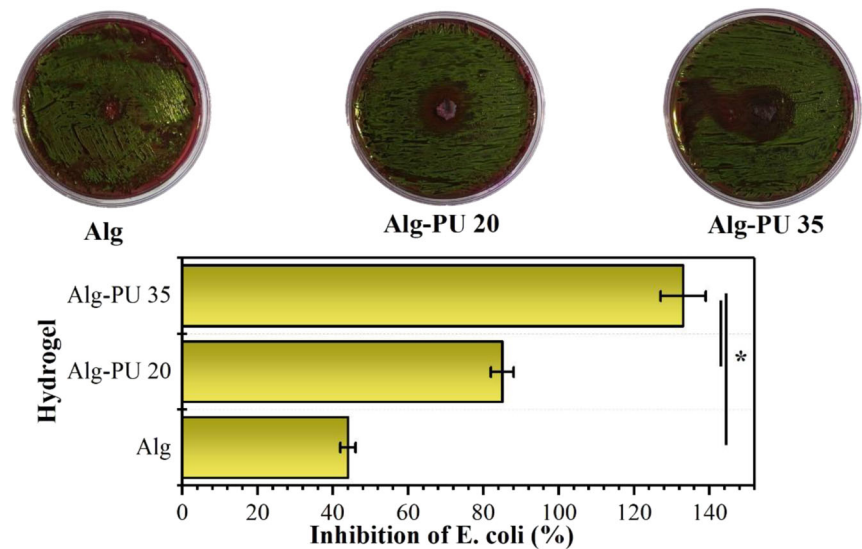 Alg
Alg-PU 20
Alg-PU 35
Hydrogel
Alg-PU 35
Alg-PU 20
Alg
*
0 20 40 60 80 100 120 140
Inhibition of E. coli (%)